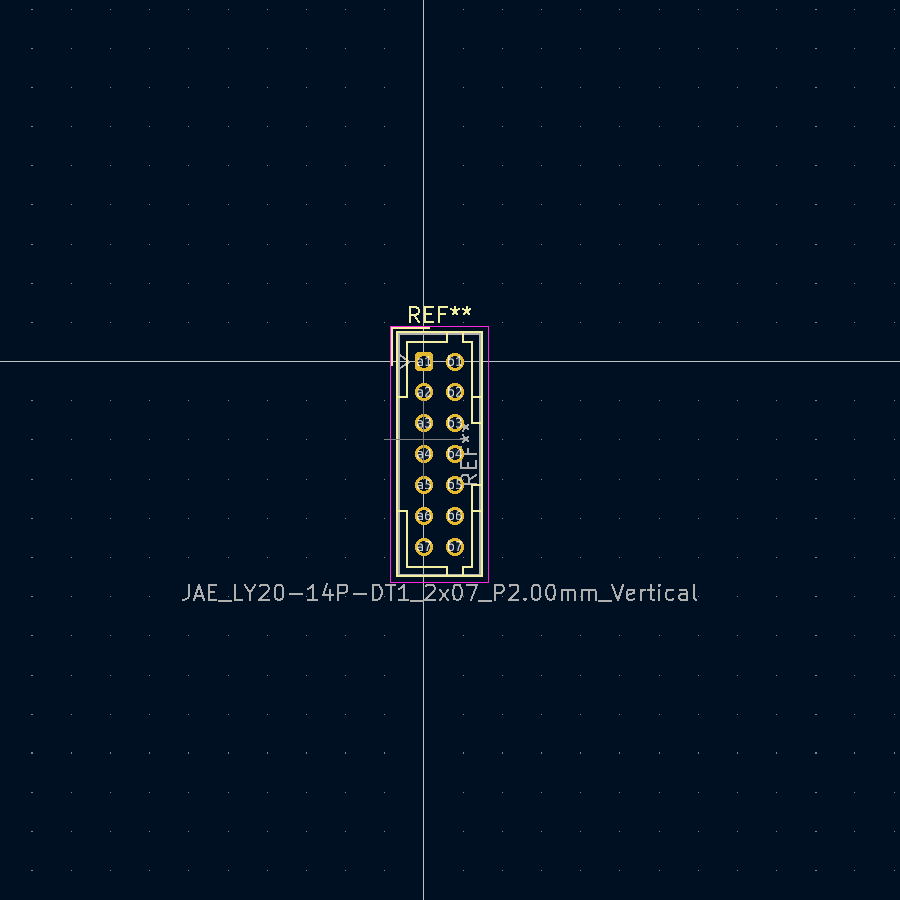 REF**
a1 b1
a2 b2
a3 b3
a4 b4
a5 b5
a6 b6
a7 b7
REF**
JAE_LY20-14P-DT1_2x07_P2.00mm_Vertical